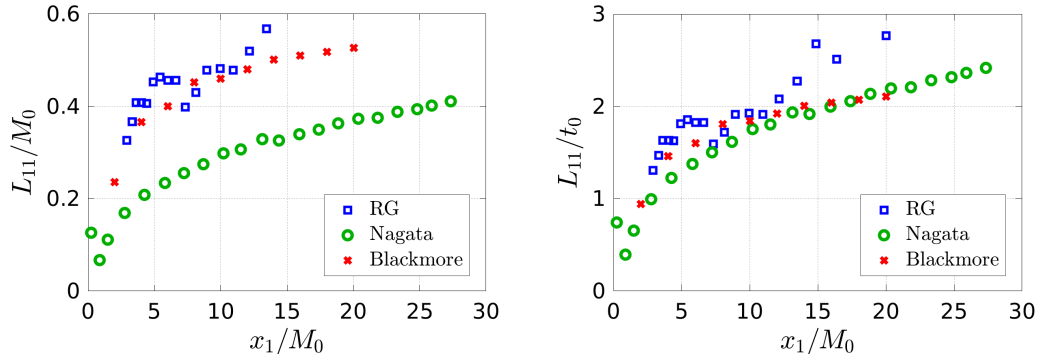 0.6
0.4
0.2
0
L₁₁/M₀
0 5 10 15 20 25 30
x₁/M₀
RG
Nagata
Blackmore
3
2
1
0
L₁₁/t₀
0 5 10 15 20 25 30
x₁/M₀
RG
Nagata
Blackmore